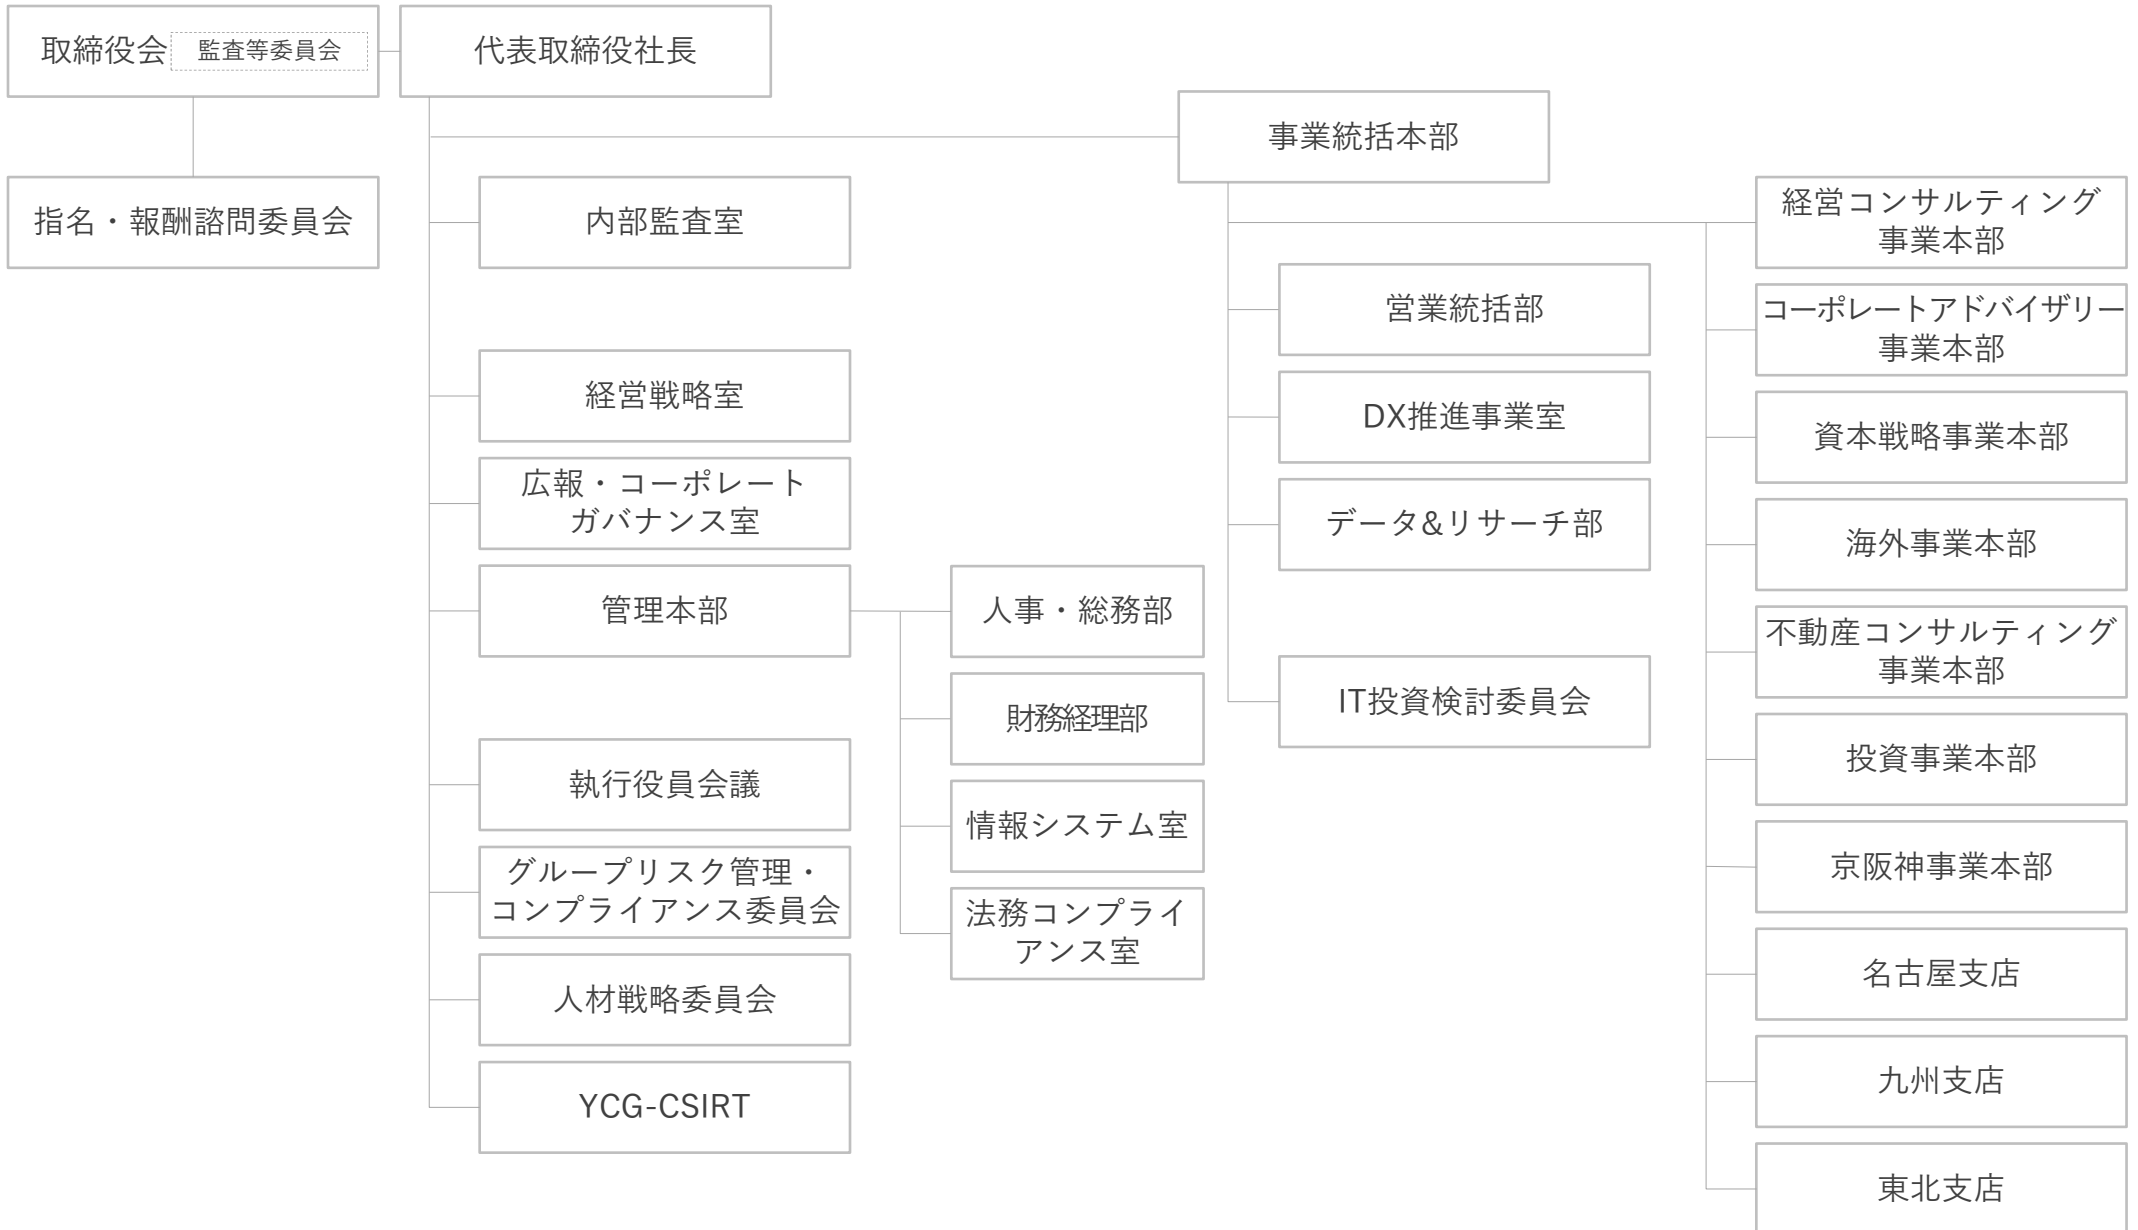 取締役会
監査等委員会
代表取締役社長
指名・報酬諮問委員会
事業統括本部
内部監査室
経営戦略室
広報・コーポレート
ガバナンス室
管理本部
人事・総務部
財務経理部
情報システム室
法務コンプライ
アンス室
執行役員会議
グループリスク管理・
コンプライアンス委員会
人材戦略委員会
YCG-CSIRT
営業統括部
DX推進事業室
データ&リサーチ部
IT投資検討委員会
経営コンサルティング
事業本部
コーポレートアドバイザリー
事業本部
資本戦略事業本部
海外事業本部
不動産コンサルティング
事業本部
投資事業本部
京阪神事業本部
名古屋支店
九州支店
東北支店